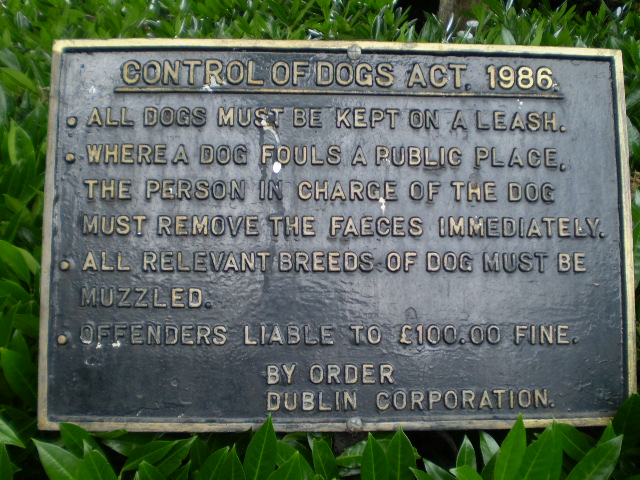 CONTROL OF DOGS ACT. 1986.
• ALL DOGS MUST BE KEPT ON A LEASH.
• WHERE A DOG FOULS A PUBLIC PLACE,
THE PERSON IN CHARGE OF THE DOG
MUST REMOVE THE FAECES IMMEDIATELY.
• ALL RELEVANT BREEDS OF DOG MUST BE
MUZZLED.
• OFFENDERS LIABLE TO £100.00 FINE.
BY ORDER
DUBLIN CORPORATION.